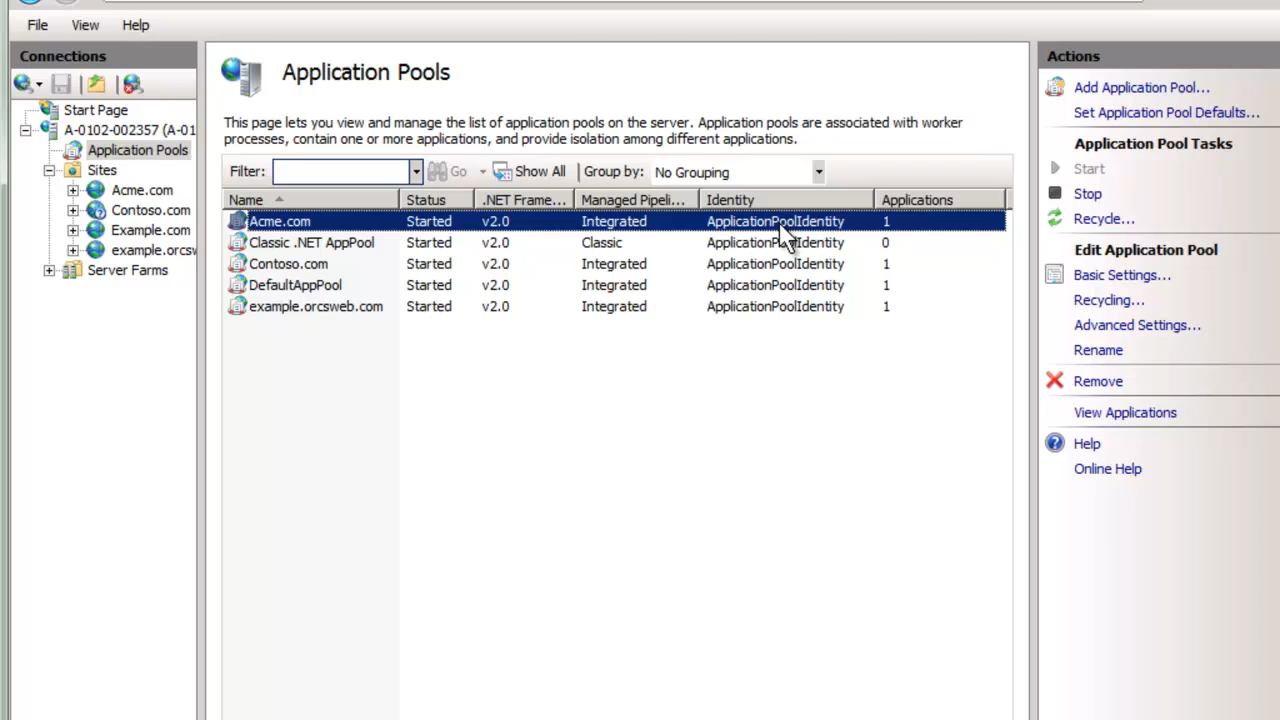 File View Help
Connections
Start Page
A-0102-002357 (A-01
Application Pools
Sites
Acme.com
Contoso.com
Example.com
example.orcsw
Server Farms
Application Pools
This page lets you view and manage the list of application pools on the server. Application pools are associated with worker
processes, contain one or more applications, and provide isolation among different applications.
Filter: Go Show All Group by: No Grouping
Name Status .NET Frame... Managed Pipeli... Identity Applications
Acme.com Started v2.0 Integrated ApplicationPoolIdentity 1
Classic .NET AppPool Started v2.0 Classic ApplicationPoolIdentity 0
Contoso.com Started v2.0 Integrated ApplicationPoolIdentity 1
DefaultAppPool Started v2.0 Integrated ApplicationPoolIdentity 1
example.orcsweb.com Started v2.0 Integrated ApplicationPoolIdentity 1
Actions
Add Application Pool...
Set Application Pool Defaults...
Application Pool Tasks
Start
Stop
Recycle...
Edit Application Pool
Basic Settings...
Recycling...
Advanced Settings...
Rename
Remove
View Applications
Help
Online Help